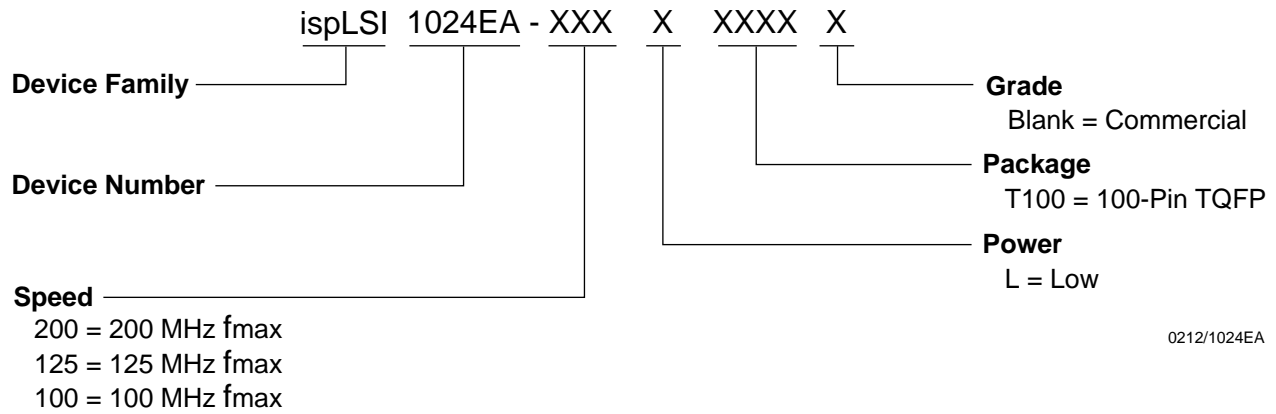 ispLSI 1024EA - XXX X XXXX X
Device Family
Device Number
Speed
200 = 200 MHz fmax
125 = 125 MHz fmax
100 = 100 MHz fmax
Grade
Blank = Commercial
Package
T100 = 100-Pin TQFP
Power
L = Low
0212/1024EA